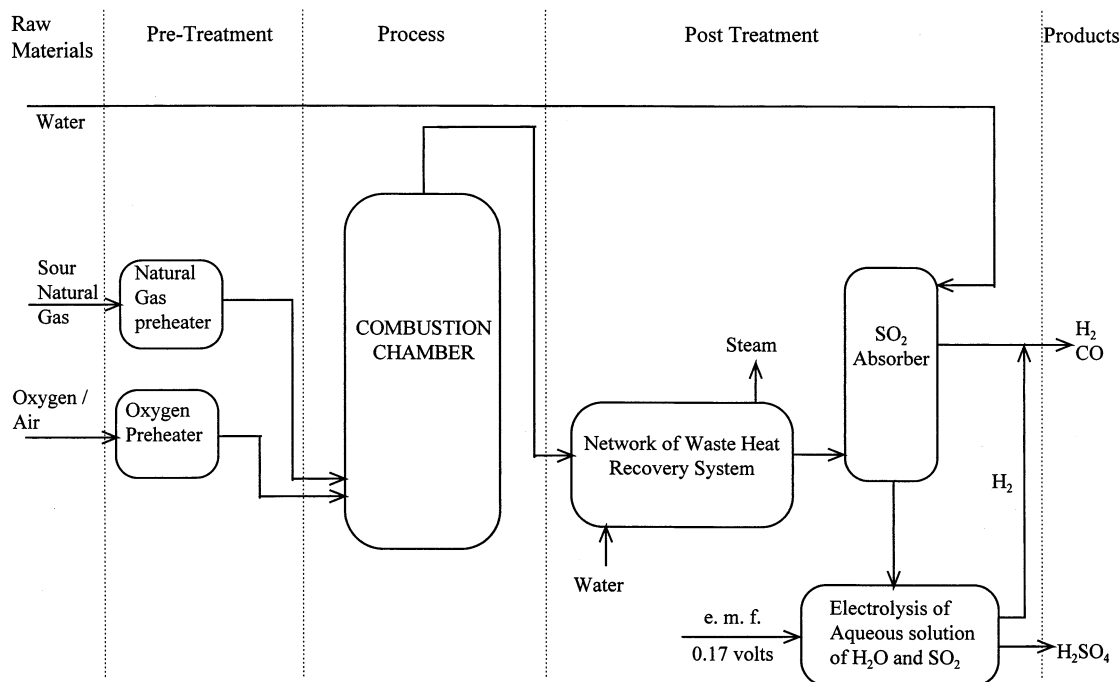 Raw
Materials
Pre-Treatment
Process
Post Treatment
Products
Water
Sour
Natural
Gas
Natural
Gas
preheater
Oxygen /
Air
Oxygen
Preheater
COMBUSTION
CHAMBER
Steam
Network of Waste Heat
Recovery System
Water
SO₂
Absorber
H₂
CO
H₂
e. m. f.
0.17 volts
Electrolysis of
Aqueous solution
of H₂O and SO₂
H₂SO₄